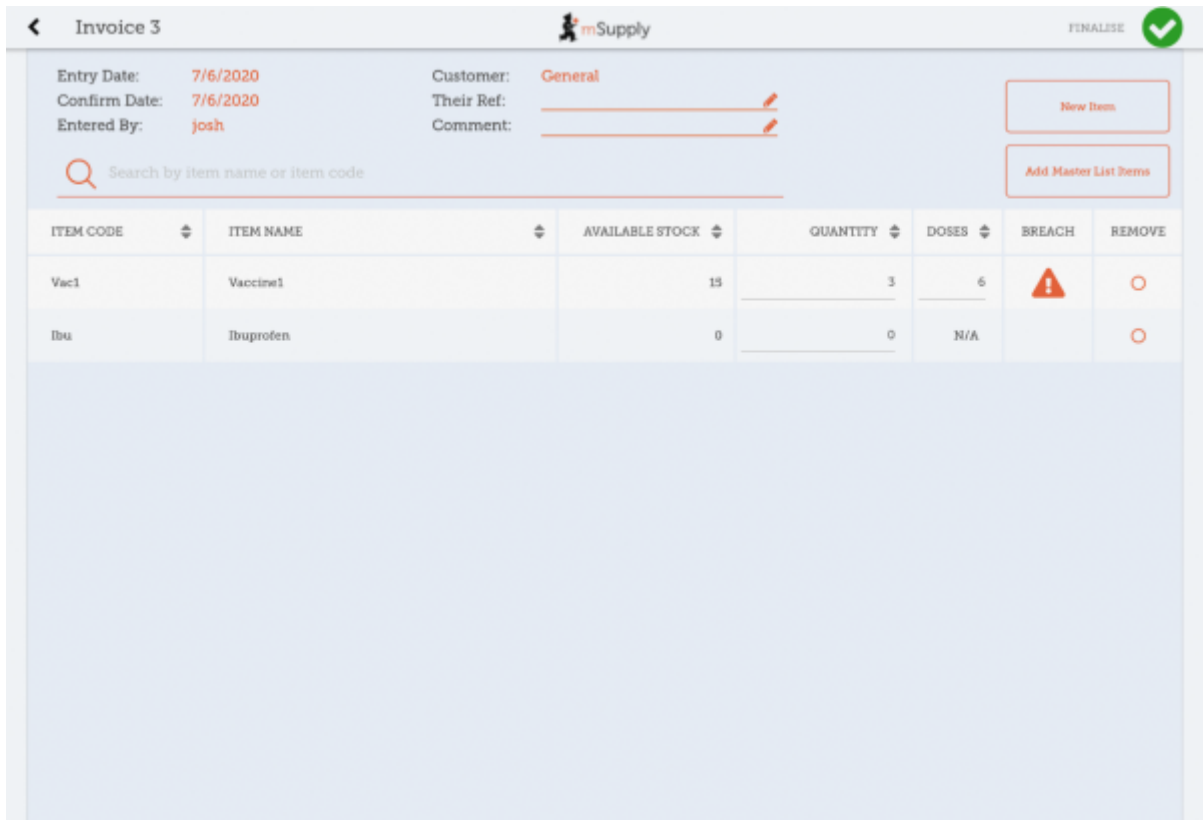 Invoice 3
mSupply
FINALISE
Entry Date: 7/6/2020
Customer: General
Confirm Date: 7/6/2020
Their Ref:
Entered By: josh
Comment:
New Item
Search by item name or item code
Add Master List Items
ITEM CODE ITEM NAME AVAILABLE STOCK QUANTITY DOSES BREACH REMOVE
Vac1 Vaccine1 15 3 6
Ibu Ibuprofen 0 0 N/A